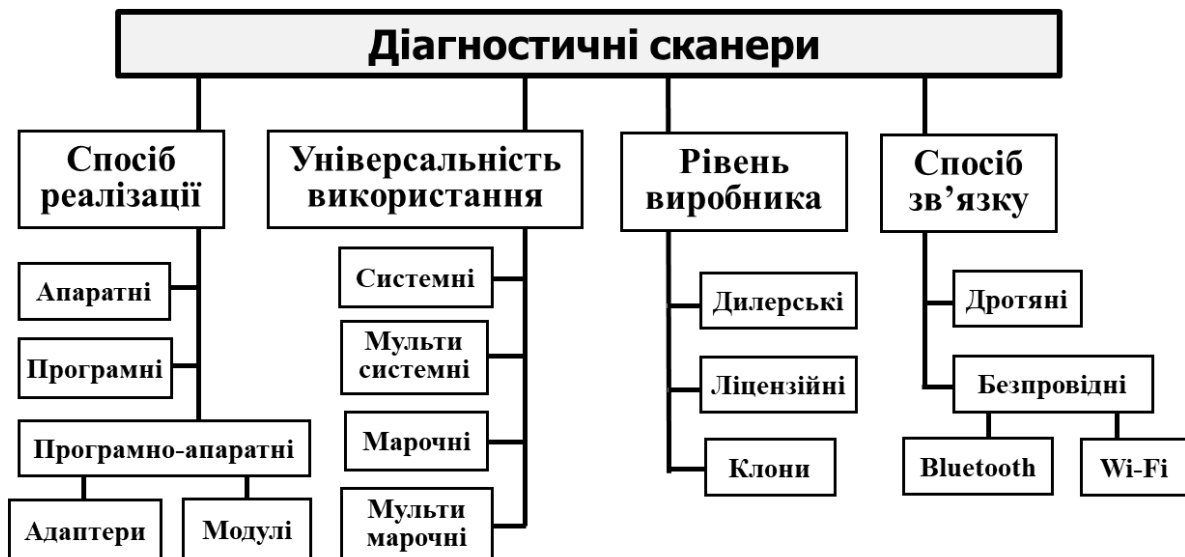 Діагностичні сканери
Спосіб
реалізації
Апаратні
Програмні
Програмно-апаратні
Адаптери
Модулі
Універсальність
використання
Системні
Мульти
системні
Марочні
Мульти
марочні
Рівень
виробника
Дилерські
Ліцензійні
Клони
Спосіб
зв’язку
Дротяні
Безпровідні
Bluetooth
Wi-Fi